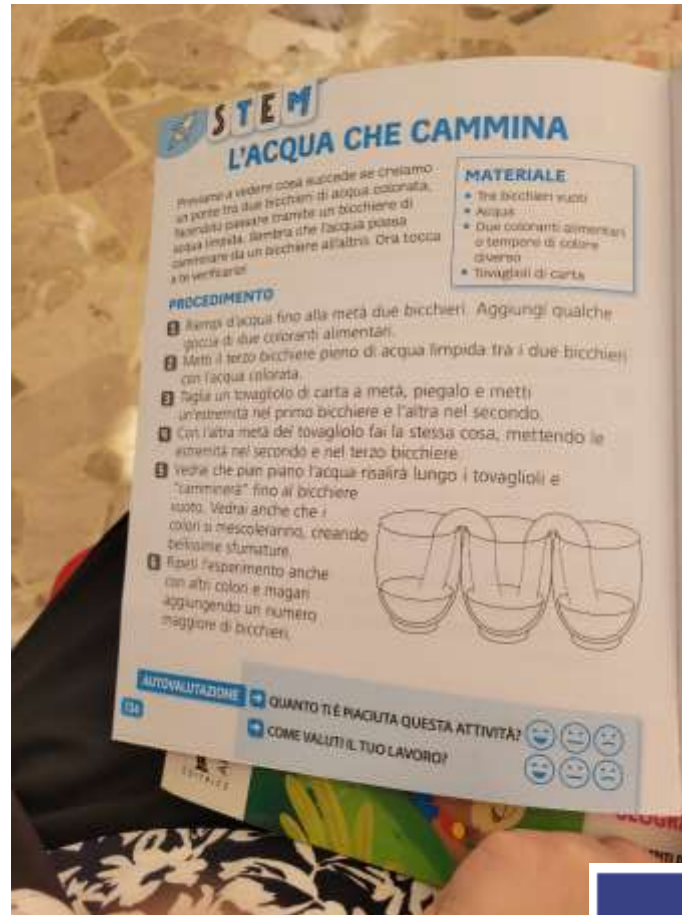 STEM
L'ACQUA CHE CAMMINA
Proviamo a vedere cosa succede se creiamo
un ponte tra due bicchieri di acqua colorata,
facendolo passare tramite un bicchiere di
acqua limpida. Sembra che l'acqua possa
camminare da un bicchiere all'altro. Ora tocca
a te verificarlo!
MATERIALE
• Tre bicchieri vuoti
• Acqua
• Due coloranti alimentari
o tempere di colore
diverso
• Tovaglioli di carta
PROCEDIMENTO
1 Riempi d'acqua fino alla metà due bicchieri. Aggiungi qualche
goccia di due coloranti alimentari.
2 Metti il terzo bicchiere pieno di acqua limpida tra i due bicchieri
con l'acqua colorata.
3 Taglia un tovagliolo di carta a metà, piegalo e metti
un'estremità nel primo bicchiere e l'altra nel secondo.
4 Con l'altra metà del tovagliolo fai la stessa cosa, mettendo le
estremità nel secondo e nel terzo bicchiere.
5 Vedrai che pian piano l'acqua risalirà lungo i tovaglioli e
"camminerà" fino al bicchiere
vuoto. Vedrai anche che i
colori si mescoleranno, creando
bellissime sfumature.
6 Ripeti l'esperimento anche
con altri colori e magari
aggiungendo un numero
maggiore di bicchieri.
AUTOVALUTAZIONE
QUANTO TI È PIACIUTA QUESTA ATTIVITÀ?
COME VALUTI IL TUO LAVORO?
EDITRICE